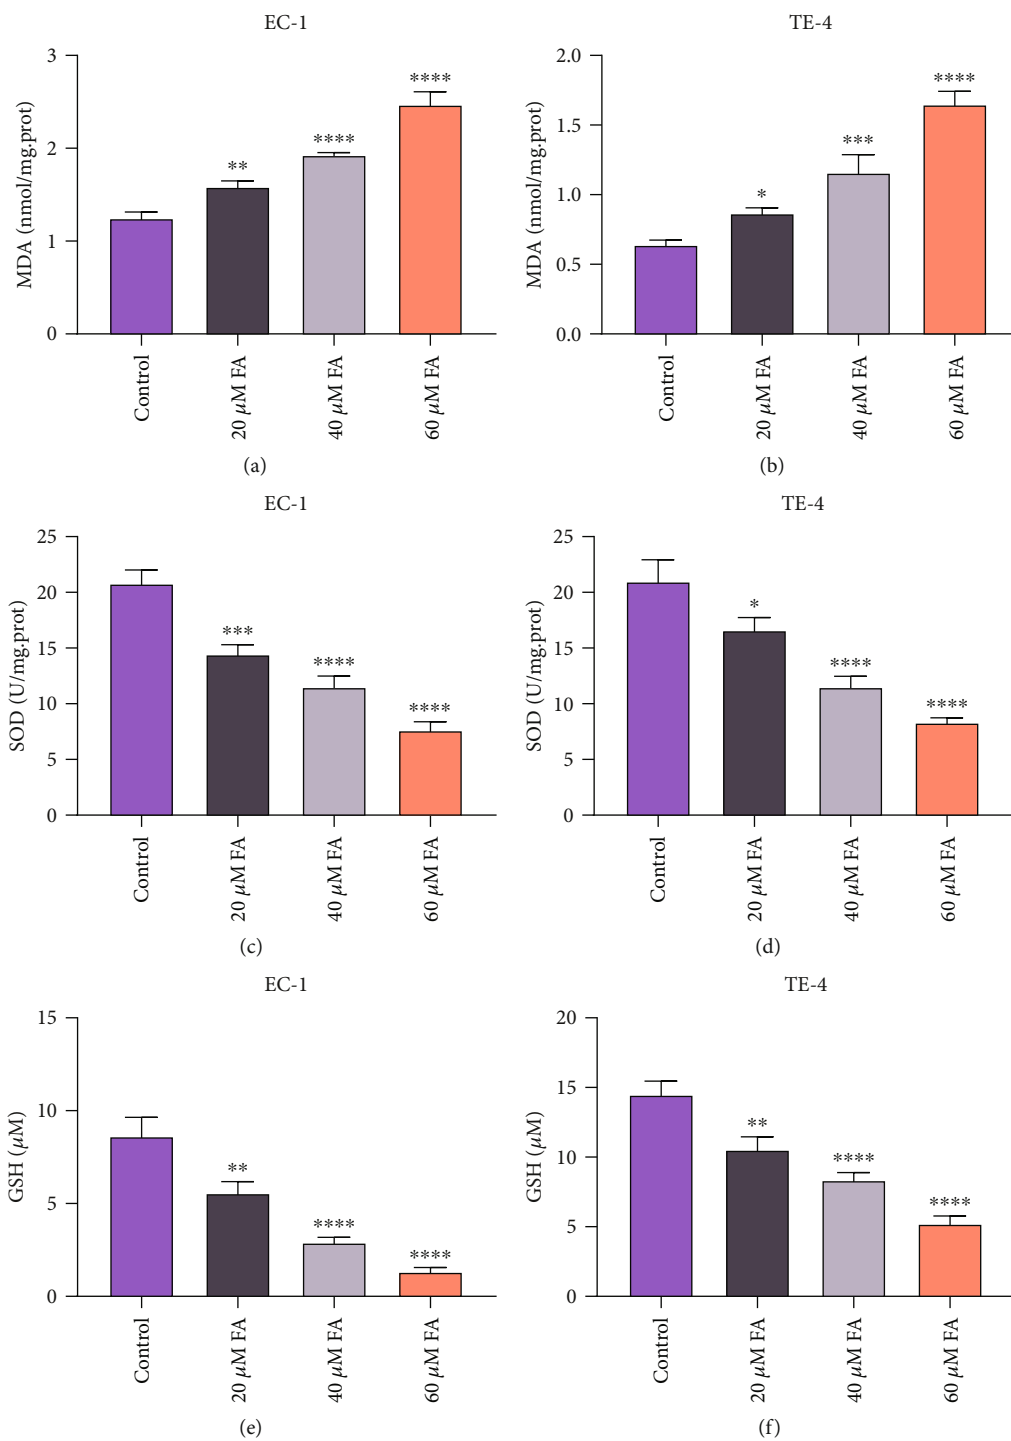 EC-1
MDA (nmol/mg.prot)
3
2
1
0
**
****
****
Control
20 μM FA
40 μM FA
60 μM FA
(a)
TE-4
MDA (nmol/mg.prot)
2.0
1.5
1.0
0.5
0.0
*
***
****
Control
20 μM FA
40 μM FA
60 μM FA
(b)
EC-1
SOD (U/mg.prot)
25
20
15
10
5
0
***
****
****
Control
20 μM FA
40 μM FA
60 μM FA
(c)
TE-4
SOD (U/mg.prot)
25
20
15
10
5
0
*
****
****
Control
20 μM FA
40 μM FA
60 μM FA
(d)
EC-1
GSH (μM)
15
10
5
0
**
****
****
Control
20 μM FA
40 μM FA
60 μM FA
(e)
TE-4
GSH (μM)
20
15
10
5
0
**
****
****
Control
20 μM FA
40 μM FA
60 μM FA
(f)